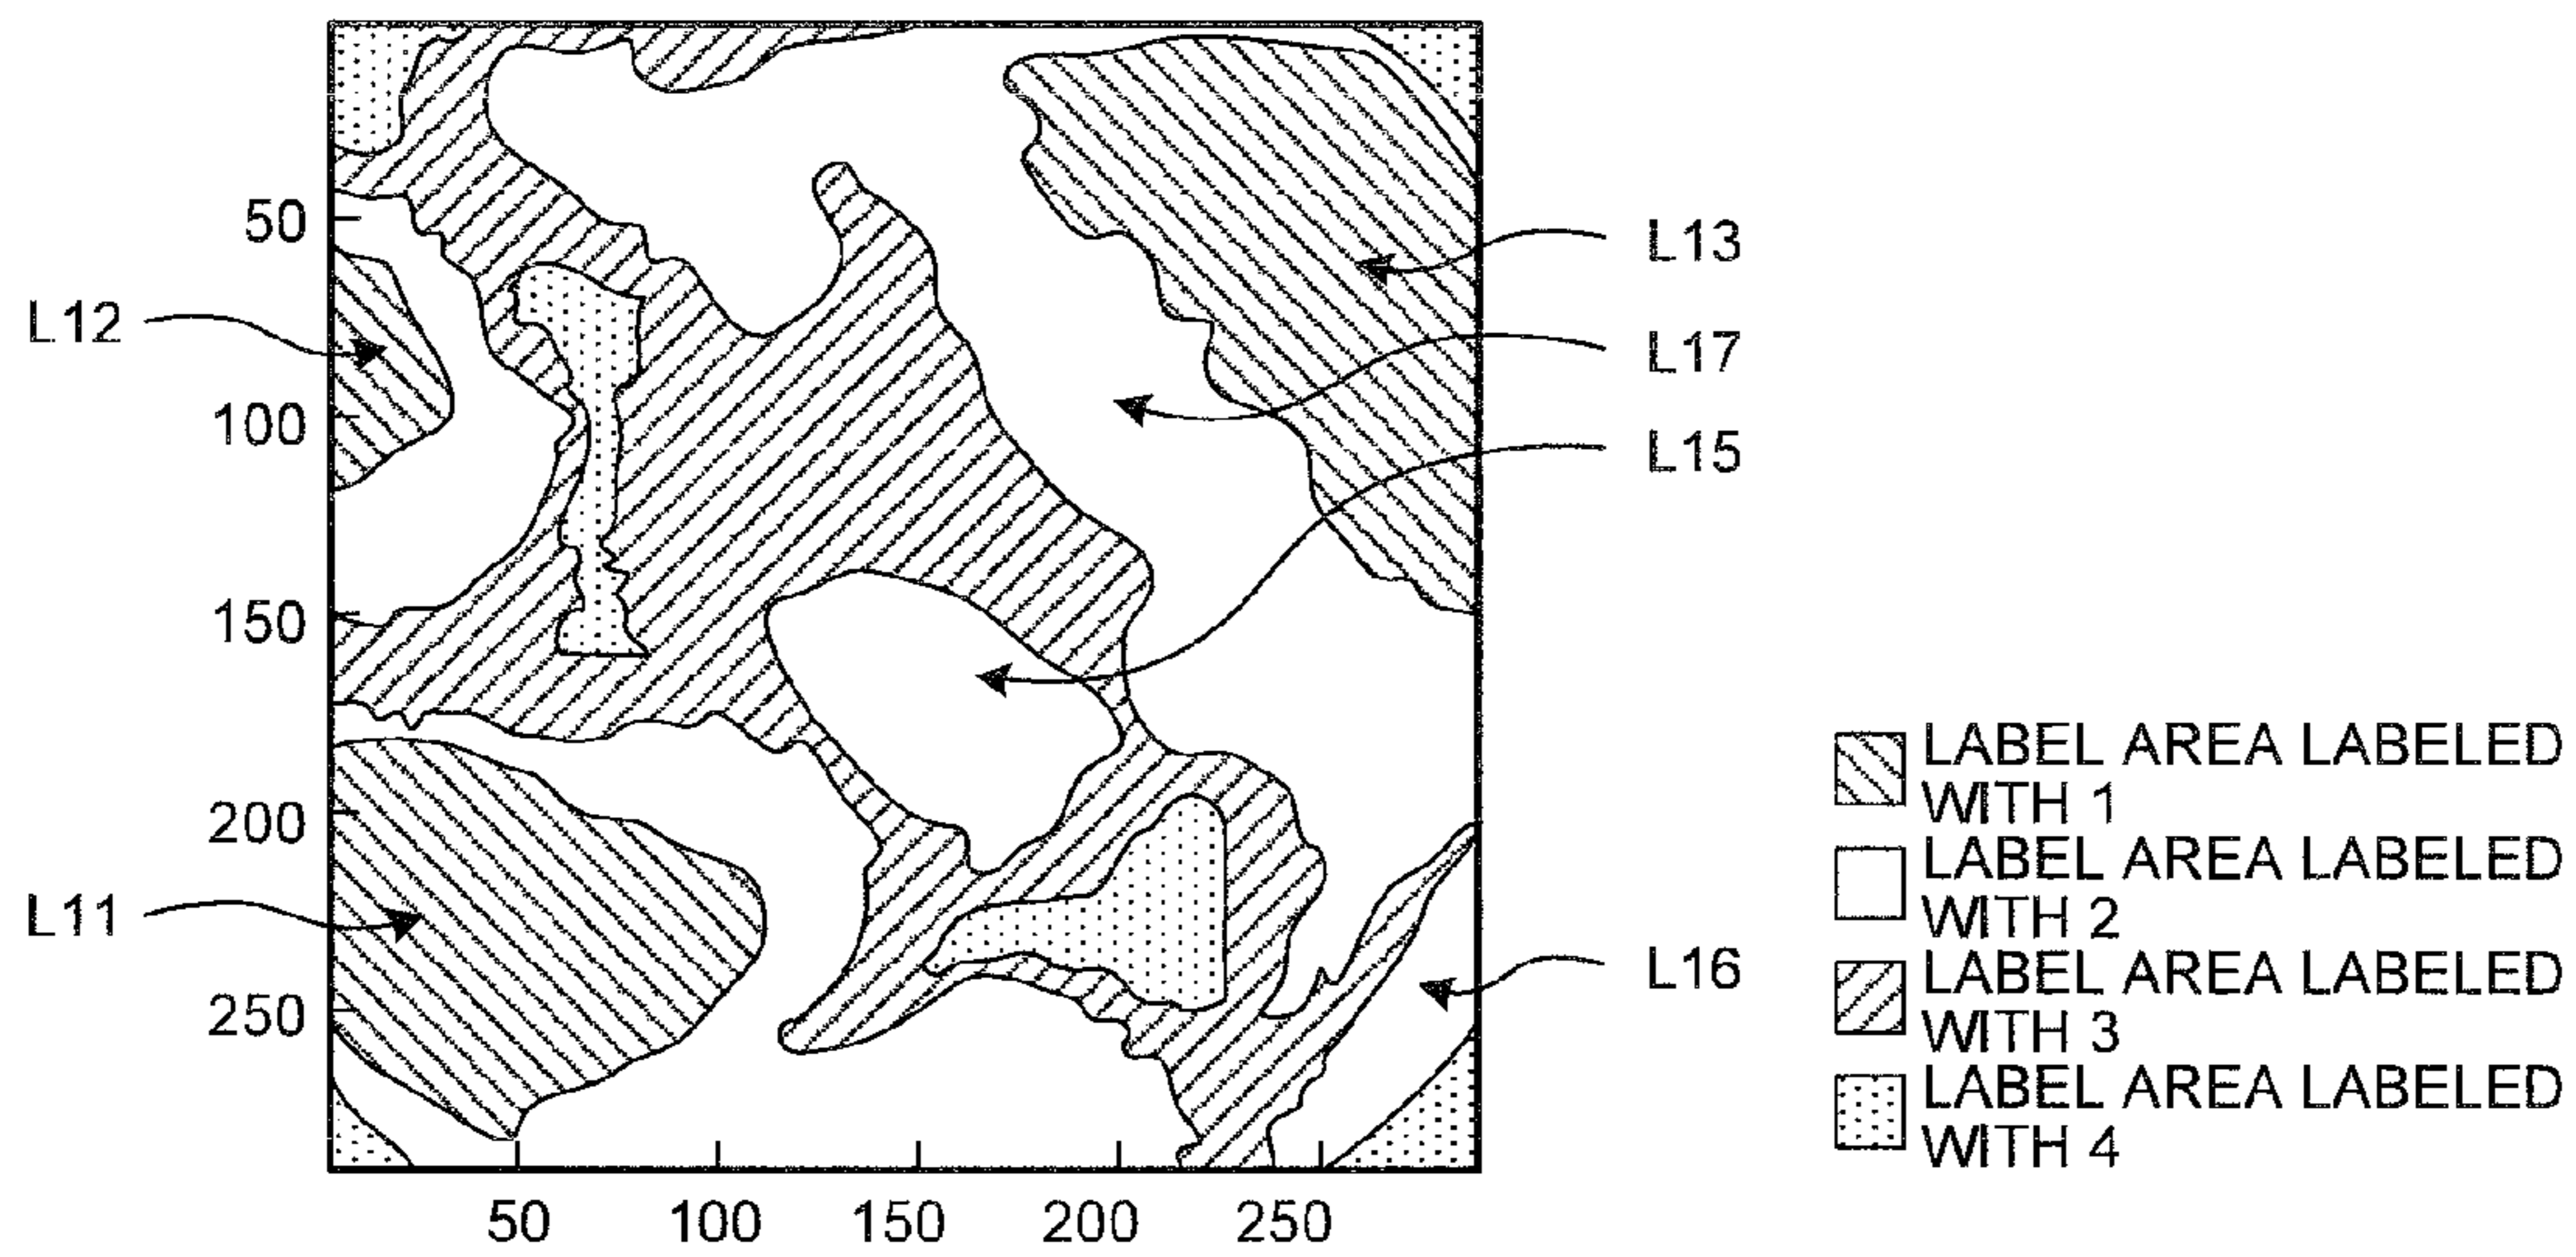 50
100
150
200
250
50
100
150
200
250
L12
L11
L13
L17
L15
L16
LABEL AREA LABELED
WITH 1
LABEL AREA LABELED
WITH 2
LABEL AREA LABELED
WITH 3
LABEL AREA LABELED
WITH 4